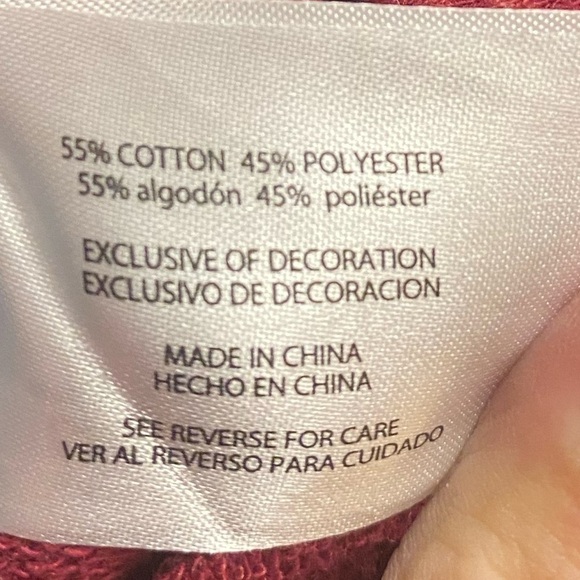 55% COTTON 45% POLYESTER
55% algodón 45% poliéster
EXCLUSIVE OF DECORATION
EXCLUSIVO DE DECORACION
MADE IN CHINA
HECHO EN CHINA
SEE REVERSE FOR CARE
VER AL REVERSO PARA CUIDADO